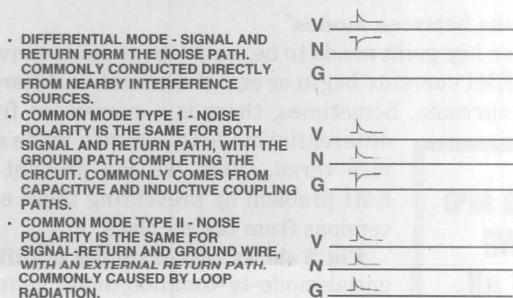 · DIFFERENTIAL MODE - SIGNAL AND
RETURN FORM THE NOISE PATH.
COMMONLY CONDUCTED DIRECTLY
FROM NEARBY INTERFERENCE
SOURCES.
V
N
G
· COMMON MODE TYPE 1 - NOISE
POLARITY IS THE SAME FOR BOTH
SIGNAL AND RETURN PATH, WITH THE
GROUND PATH COMPLETING THE
CIRCUIT. COMMONLY COMES FROM
CAPACITIVE AND INDUCTIVE COUPLING
PATHS.
V
N
G
· COMMON MODE TYPE II - NOISE
POLARITY IS THE SAME FOR
SIGNAL-RETURN AND GROUND WIRE,
WITH AN EXTERNAL RETURN PATH.
COMMONLY CAUSED BY LOOP
RADIATION.
V
N
G